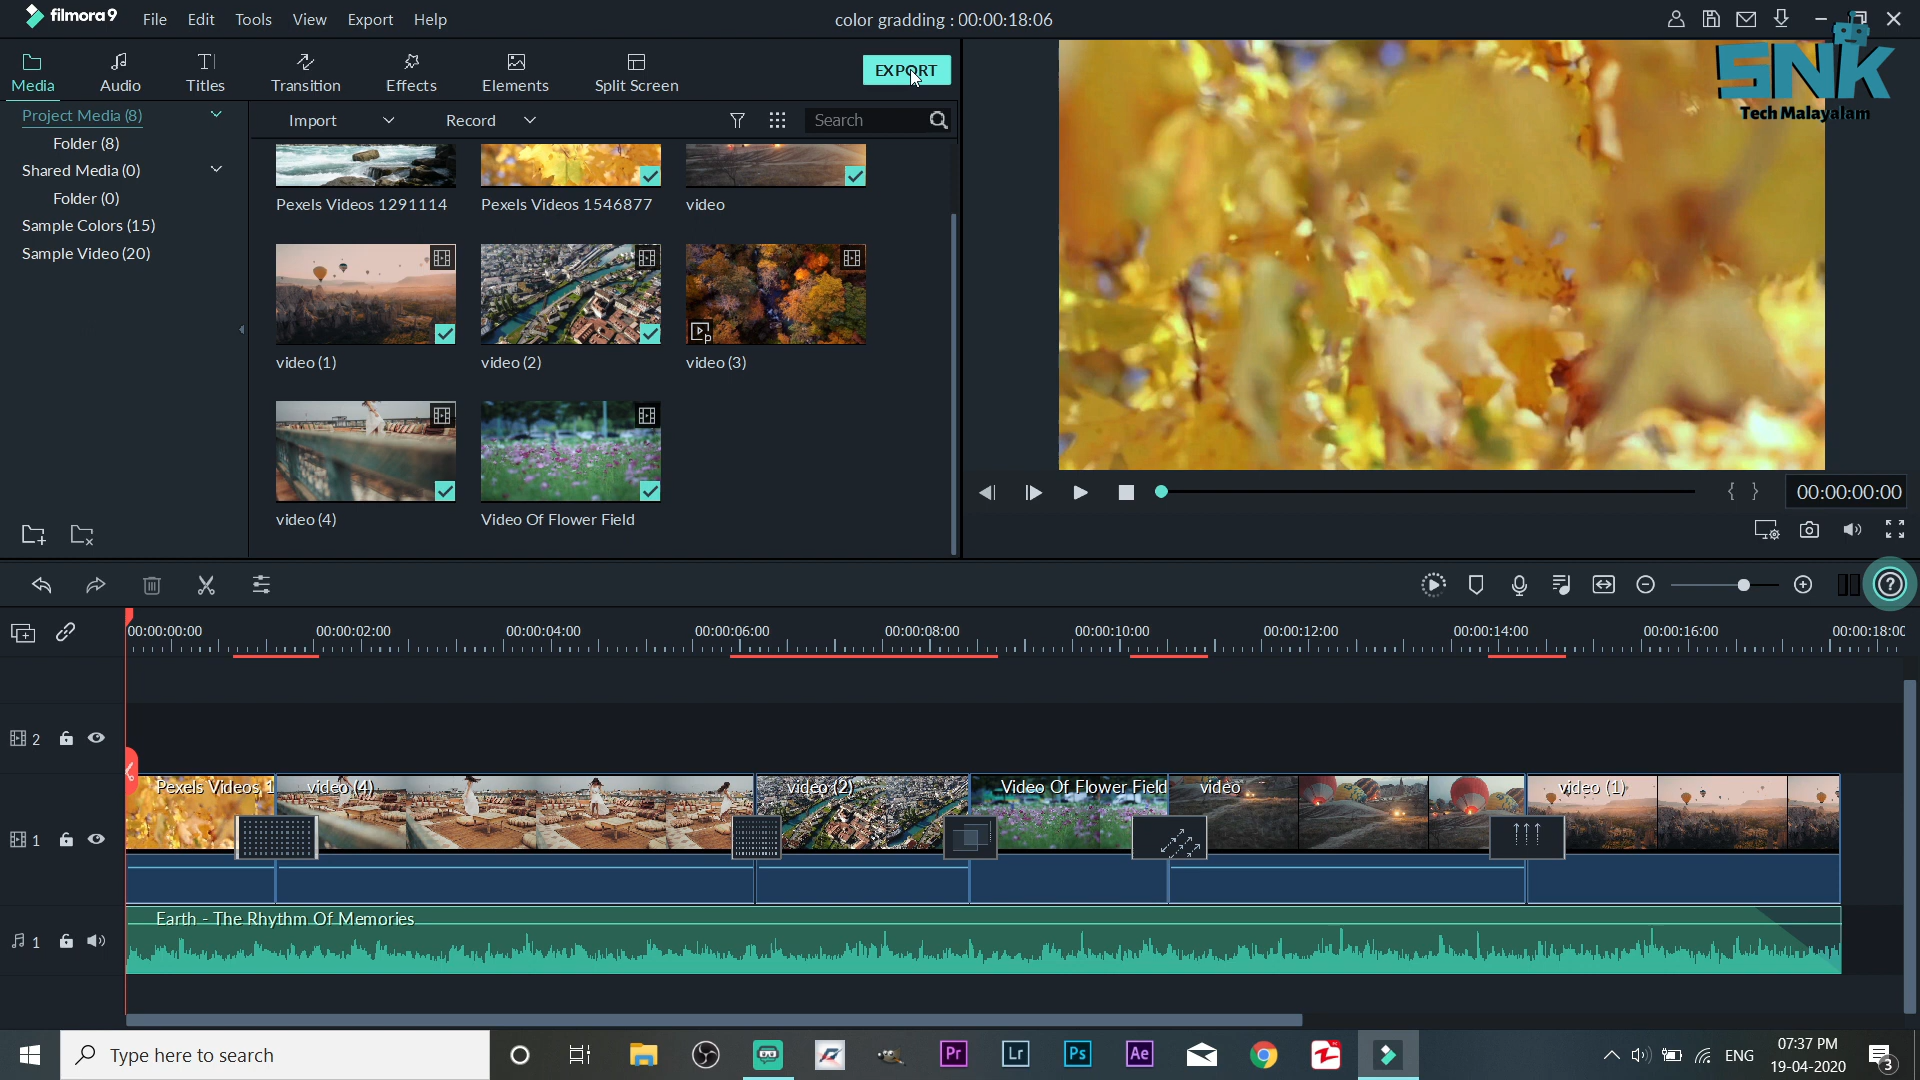 filmora9 File Edit Tools View Export Help
color gradding : 00:00:18:06
Media Audio Titles Transition Effects Elements Split Screen
EXPORT
SNK
Tech Malayalam
Project Media (8)
Folder (8)
Shared Media (0)
Folder (0)
Sample Colors (15)
Sample Video (20)
Import Record Search
Pexels Videos 1291114 Pexels Videos 1546877 video
video (1) video (2) video (3)
video (4) Video Of Flower Field
{ } 00:00:00:00
00:00:00:00 00:00:02:00 00:00:04:00 00:00:06:00 00:00:08:00 00:00:10:00 00:00:12:00 00:00:14:00 00:00:16:00 00:00:18:00
2
Pexels Videos 1 video (4) video (2) Video Of Flower Field video video (1)
1
Earth - The Rhythm Of Memories
1
Type here to search
Pr Lr Ps Ae
ENG
07:37 PM
19-04-2020
3